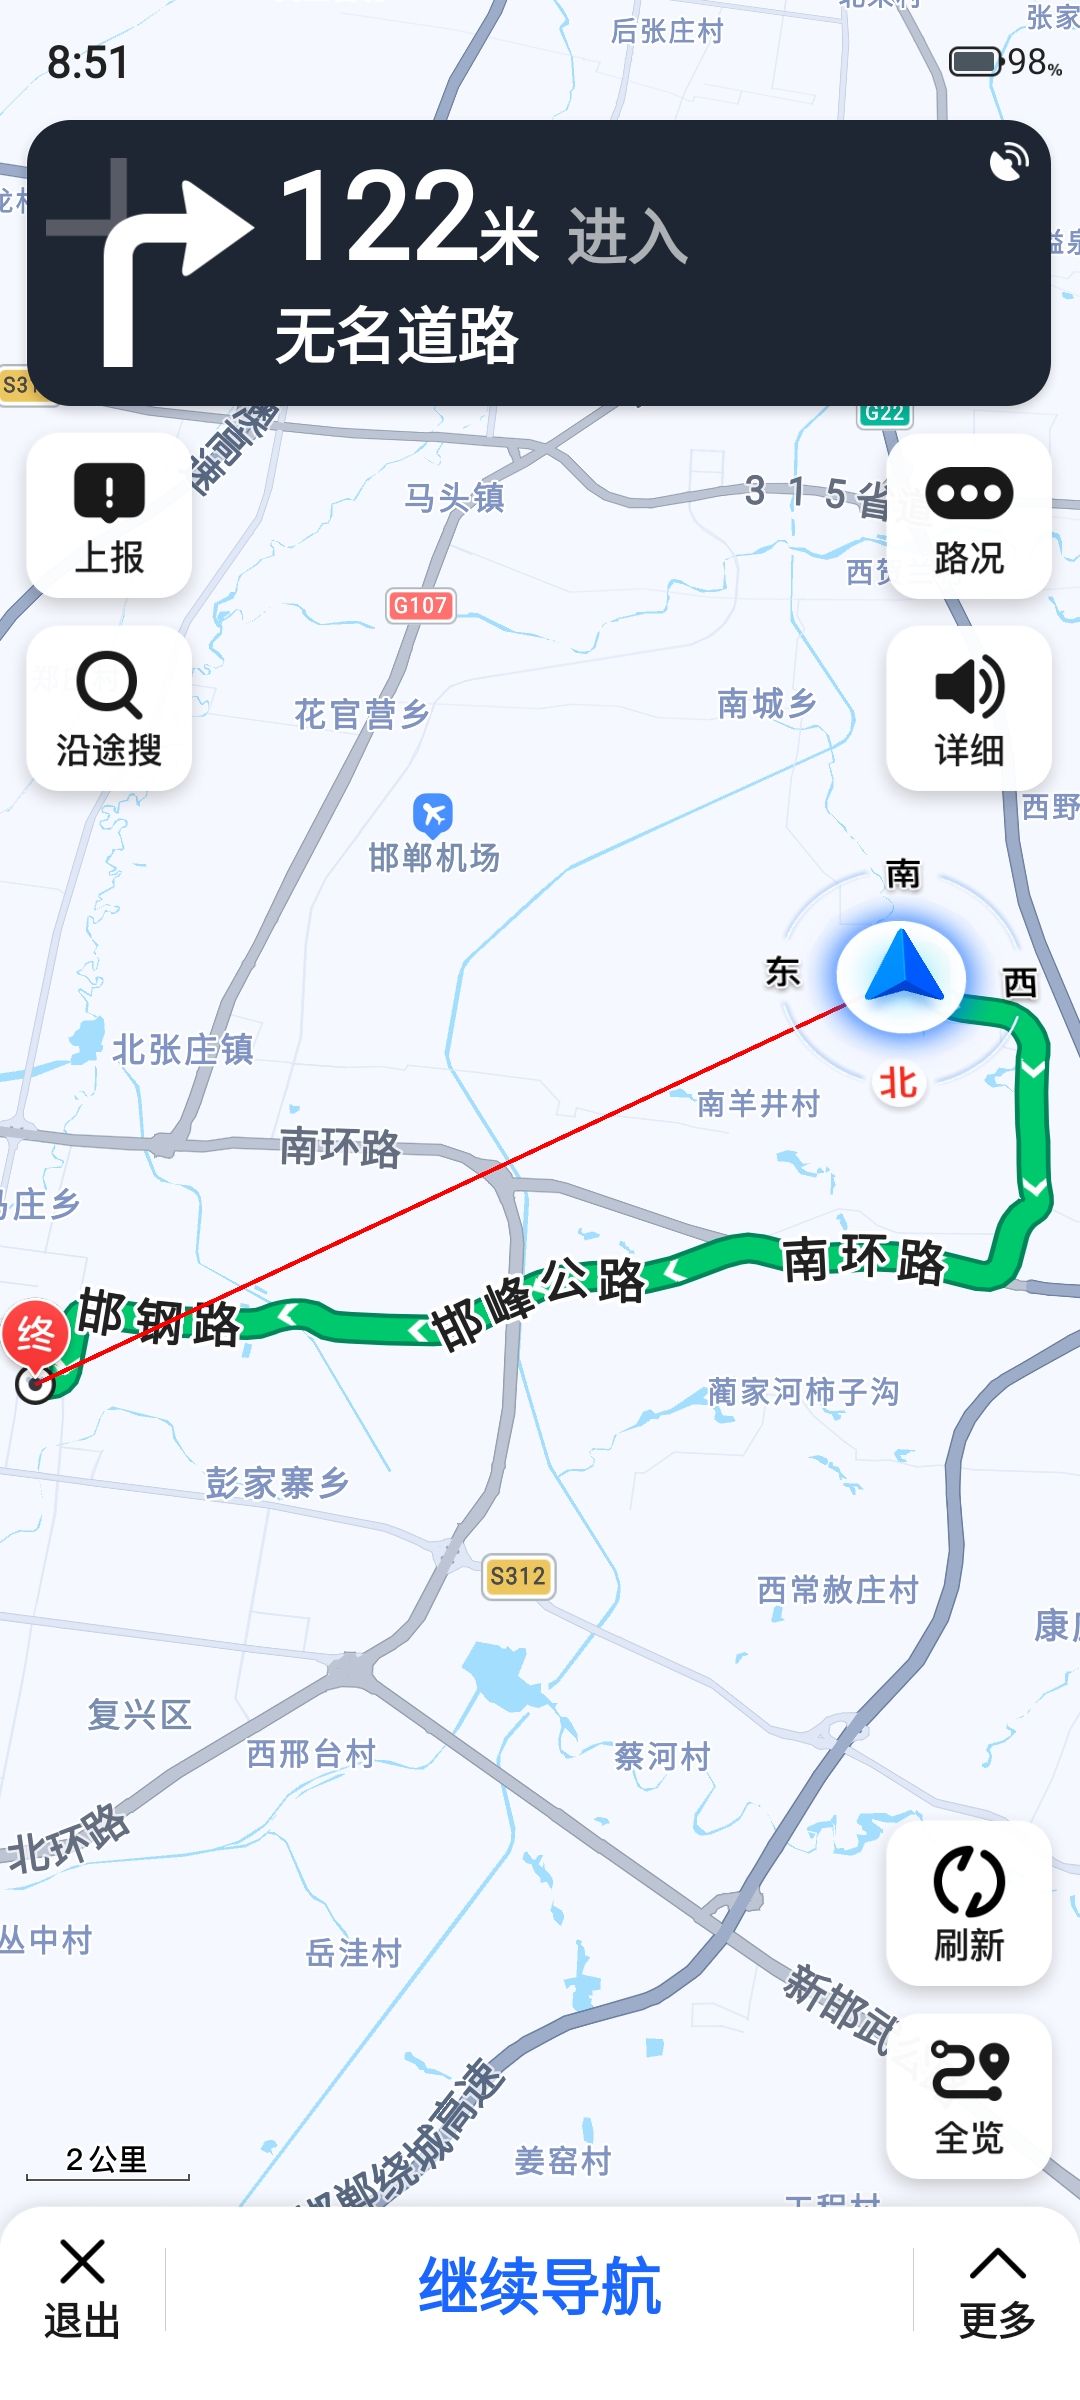 后张庄村
8:51
98%
122米 进入
无名道路
G22
马头镇
315省
上报
路况
G107
花官营乡
南城乡
沿途搜
详细
西野
邯郸机场
南
东
西
北
北张庄镇
南羊井村
南环路
南环路
邯峰公路
邯钢路
终
蔺家河柿子沟
彭家寨乡
S312
西常赦庄村
复兴区
西邢台村
蔡河村
北环路
丛中村
岳洼村
刷新
新邯武
全览
2公里
邯郸绕城高速
姜窑村
退出
继续导航
更多